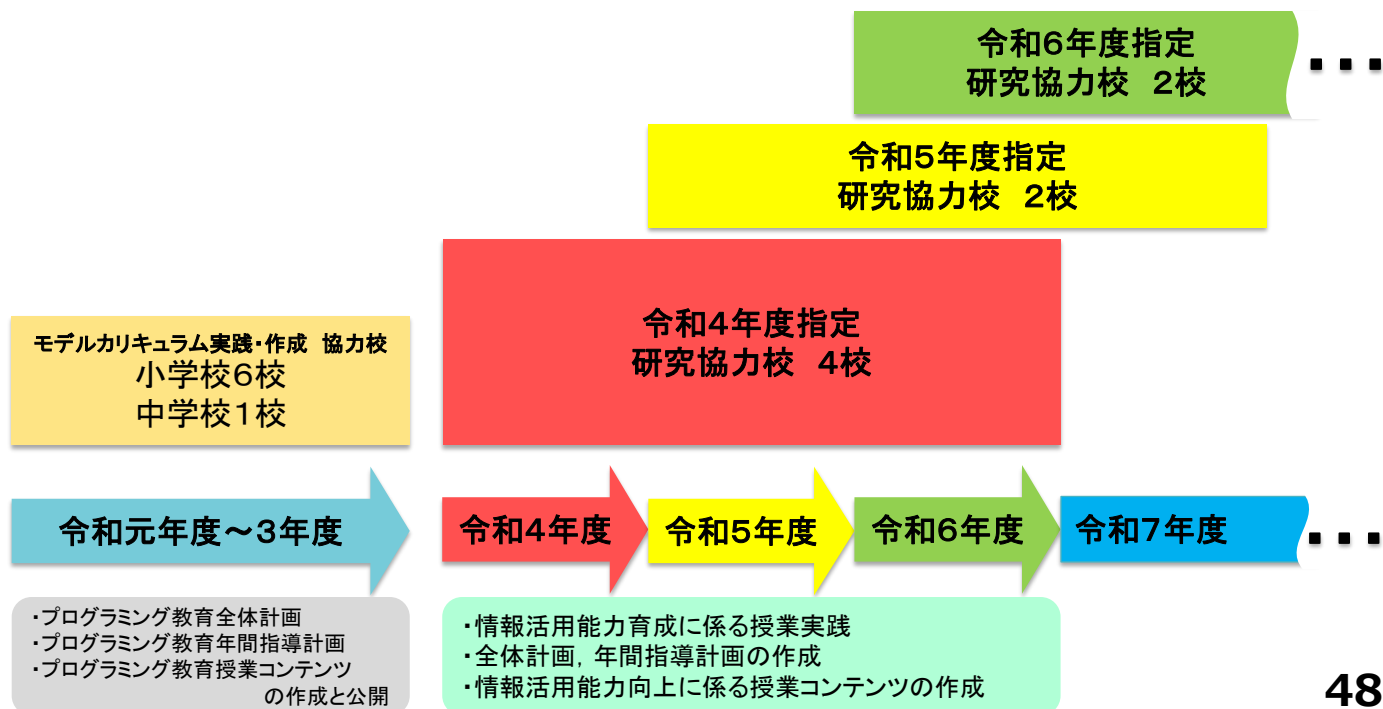 令和6年度指定
研究協力校 2校
■ ■ ■
令和5年度指定
研究協力校 2校
令和4年度指定
研究協力校 4校
モデルカリキュラム実践・作成 協力校
小学校6校
中学校1校
令和元年度～3年度
令和4年度
令和5年度
令和6年度
令和7年度
■ ■ ■
・プログラミング教育全体計画
・プログラミング教育年間指導計画
・プログラミング教育授業コンテンツ
の作成と公開
・情報活用能力育成に係る授業実践
・全体計画，年間指導計画の作成
・情報活用能力向上に係る授業コンテンツの作成
48